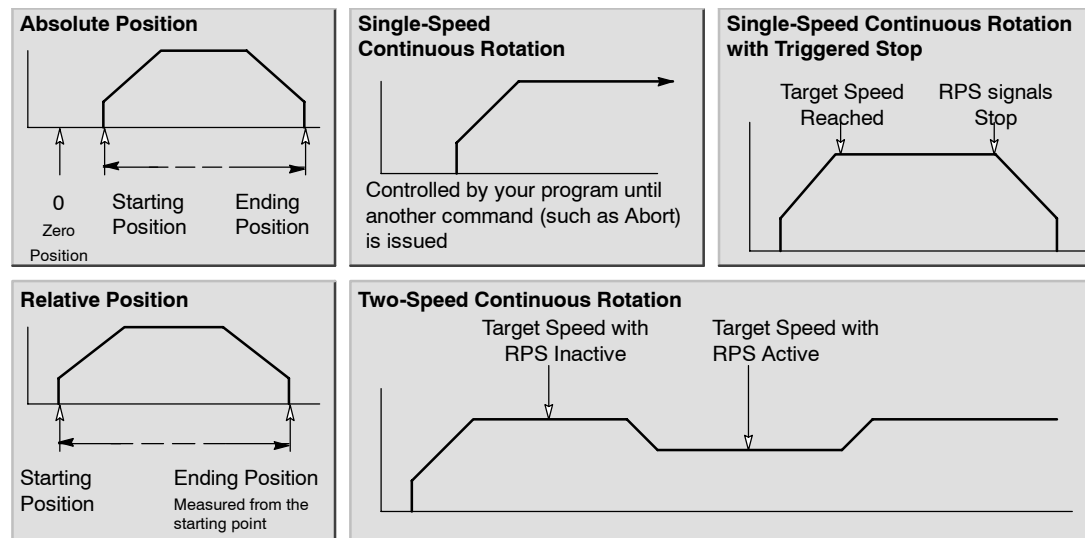 Absolute Position
0
Zero
Position
Starting
Position
Ending
Position
Single-Speed
Continuous Rotation
Controlled by your program until
another command (such as Abort)
is issued
Single-Speed Continuous Rotation
with Triggered Stop
Target Speed
Reached
RPS signals
Stop
Relative Position
Starting
Position
Ending Position
Measured from the
starting point
Two-Speed Continuous Rotation
Target Speed with
RPS Inactive
Target Speed with
RPS Active